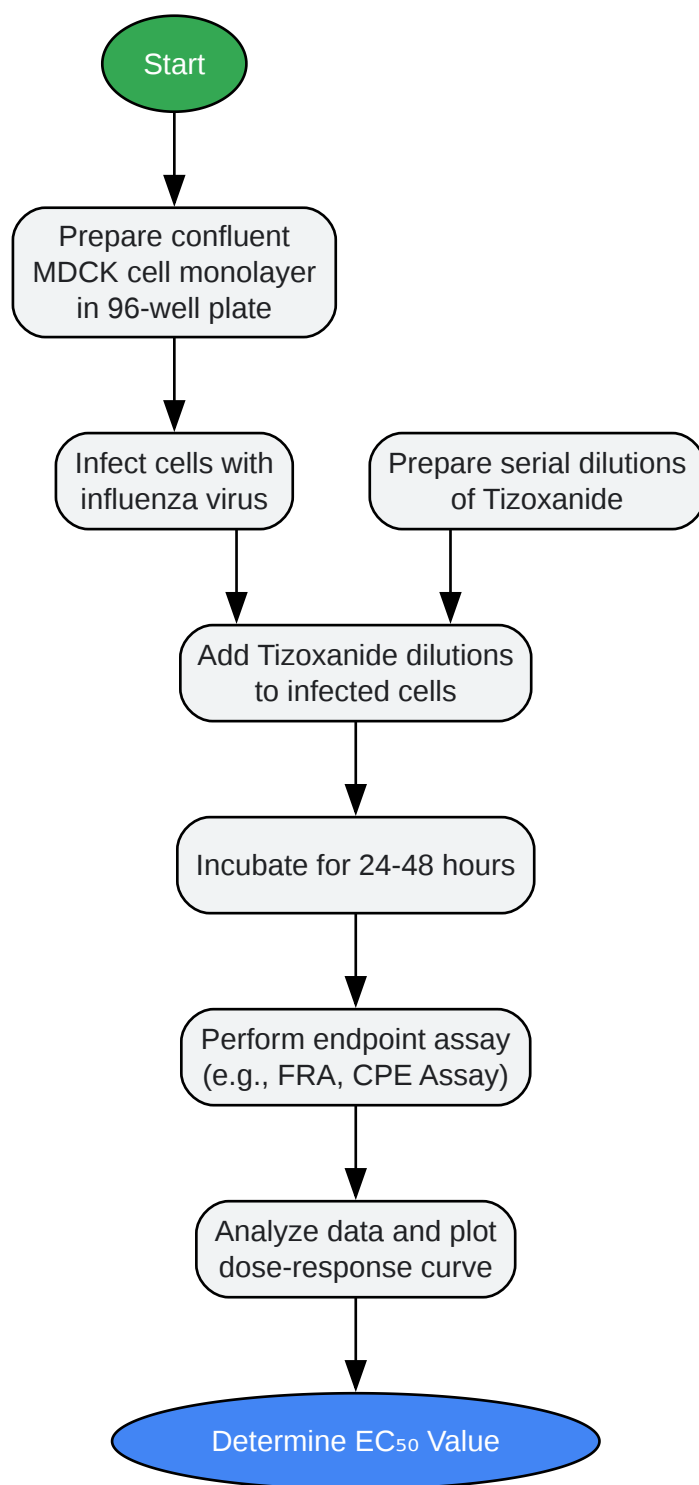 Start
Prepare confluent
MDCK cell monolayer
in 96-well plate
Infect cells with
influenza virus
Prepare serial dilutions
of Tizoxanide
Add Tizoxanide dilutions
to infected cells
Incubate for 24-48 hours
Perform endpoint assay
(e.g., FRA, CPE Assay)
Analyze data and plot
dose-response curve
Determine EC₅₀ Value